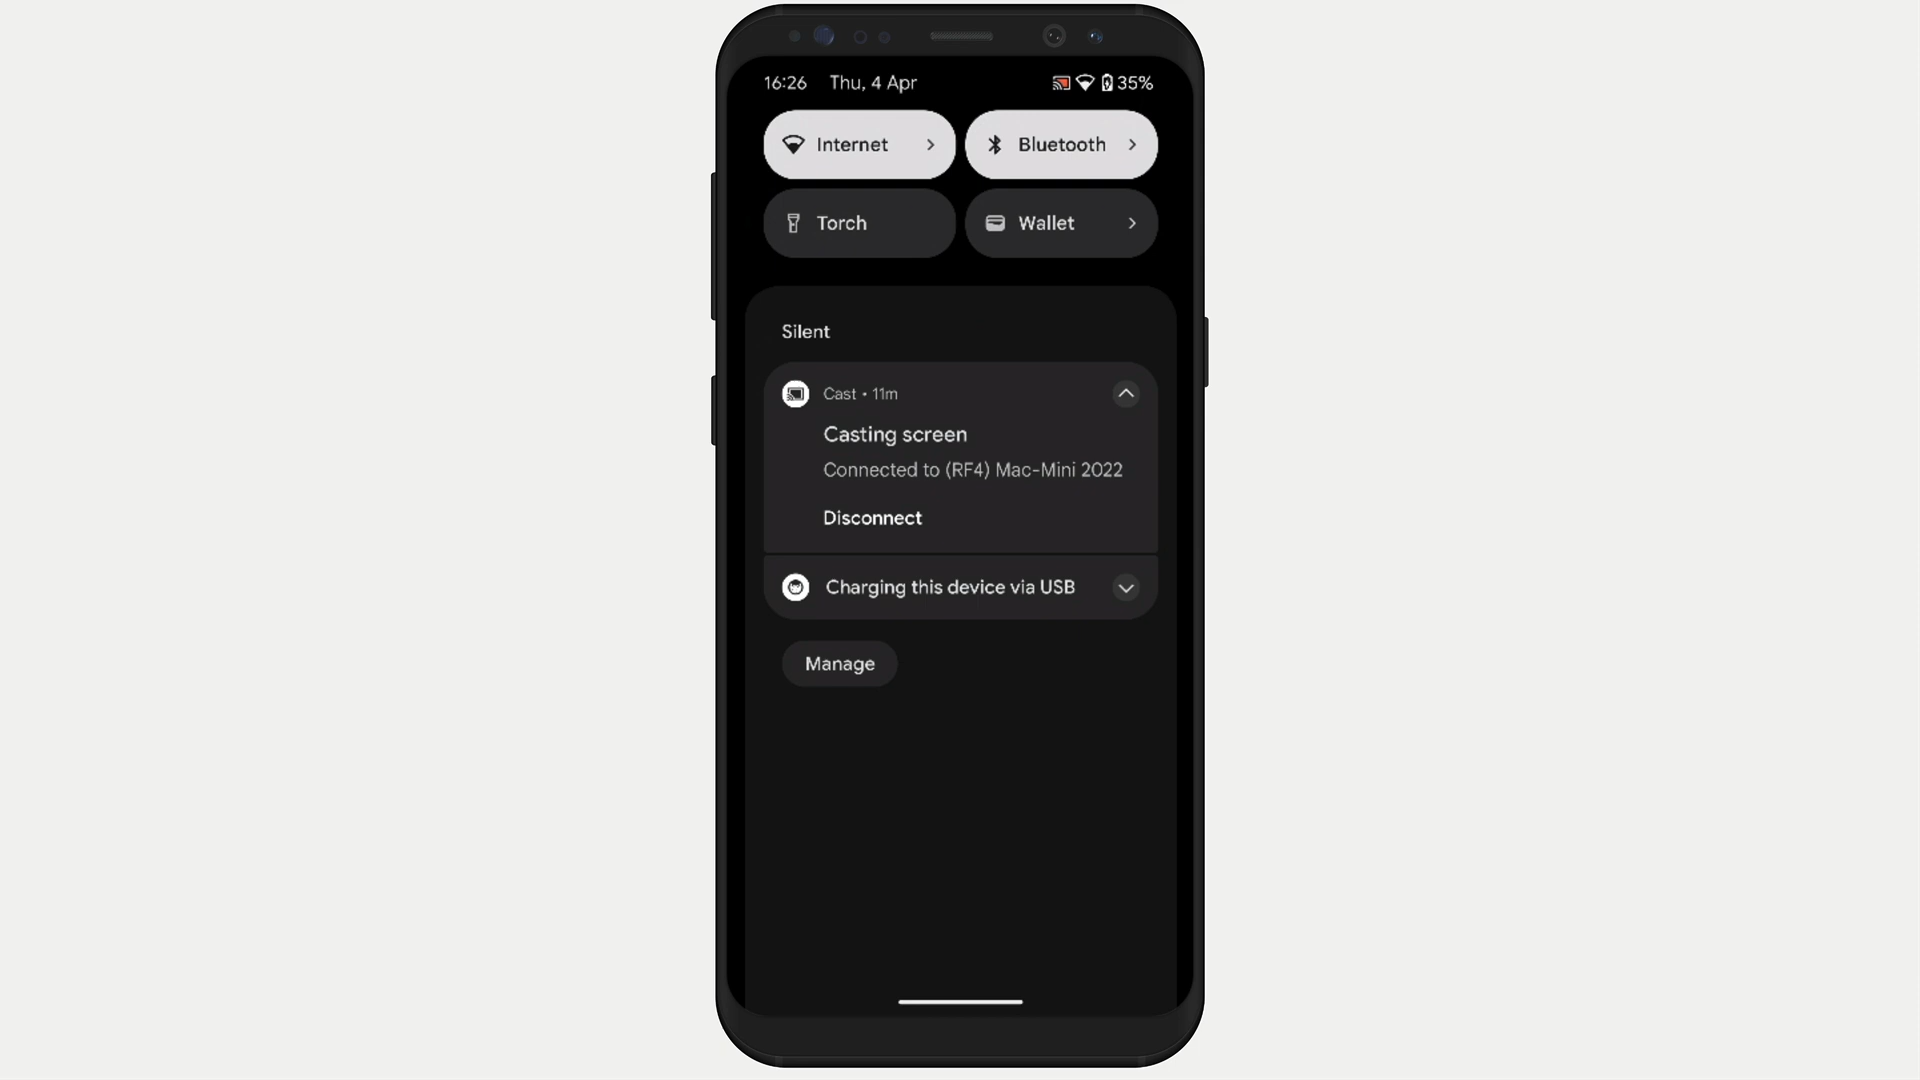 16:26 Thu, 4 Apr 35%
Internet Bluetooth
Torch Wallet
Silent
Cast • 11m
Casting screen
Connected to (RF4) Mac-Mini 2022
Disconnect
Charging this device via USB
Manage